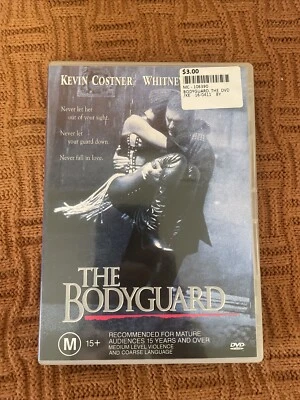 KEVIN COSTNER. WHITNE
$3.00
BODYGUARD THE DVD
Never let her
out of your sight.
Never let
your guard down.
Never fall in love.
THE
BODYGUARD
M 15+
RECOMMENDED FOR MATURE
AUDIENCES 15 YEARS AND OVER
MEDIUM LEVEL VIOLENCE
AND COARSE LANGUAGE
DVD